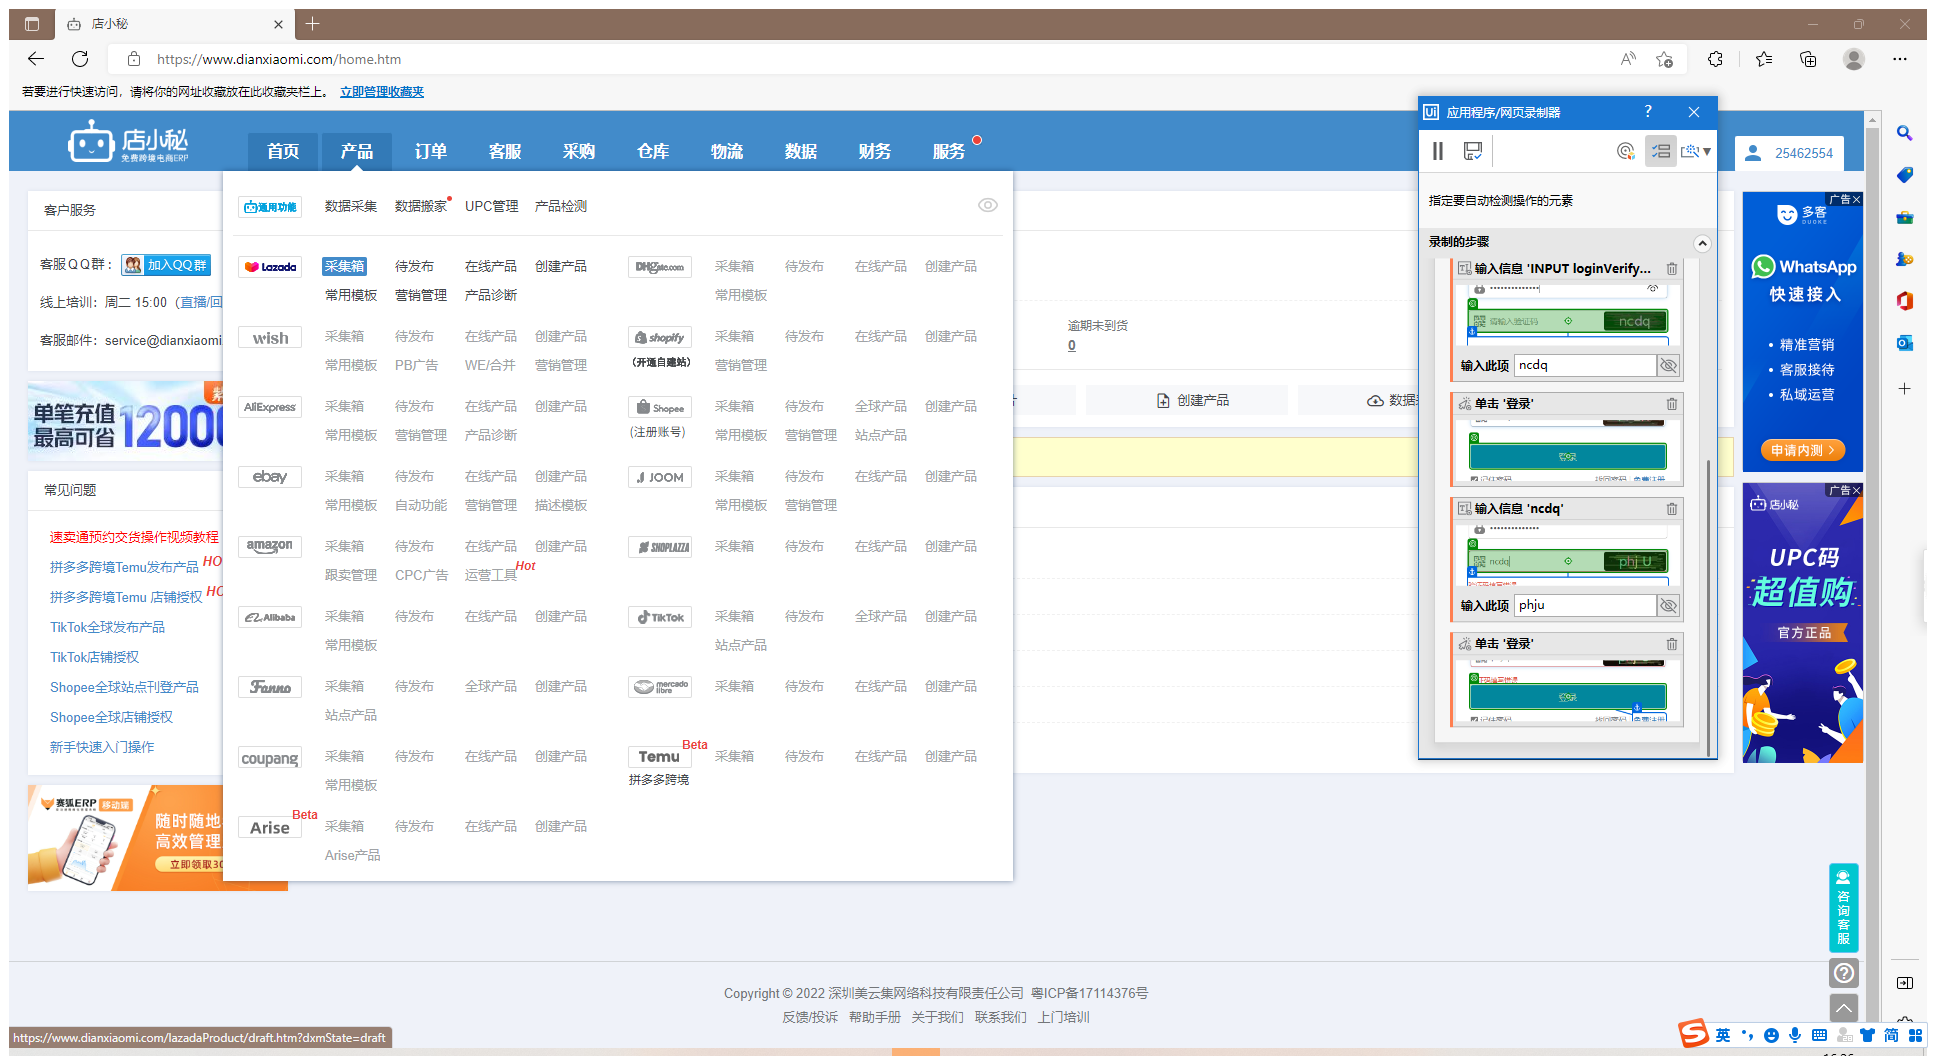 店小秘
https://www.dianxiaomi.com/home.htm
若要进行快速访问，请将你的网址收藏放在此收藏夹栏上。 立即管理收藏夹
店小秘
免费跨境电商ERP
首页 产品 订单 客服 采购 仓库 物流 数据 财务 服务
25462554
客户服务
客服QQ群： 加入QQ群
线上培训：周二 15:00（直播/回
客服邮件：service@dianxiaomi
单笔充值
最高可省 12000
常见问题
速卖通预约交货操作视频教程
拼多多跨境Temu发布产品 HO
拼多多跨境Temu 店铺授权 HO
TikTok全球发布产品
TikTok店铺授权
Shopee全球站点刊登产品
Shopee全球店铺授权
新手快速入门操作
赛狐ERP 移动端
随时随地
高效管理
立即领取30
通用功能 数据采集 数据搬家 UPC管理 产品检测
Lazada 采集箱 待发布 在线产品 创建产品
常用模板 营销管理 产品诊断
DHgate.com 采集箱 待发布 在线产品 创建产品
常用模板
wish 采集箱 待发布 在线产品 创建产品
常用模板 PB广告 WE/合并 营销管理
shopify 采集箱 待发布 在线产品 创建产品
（开通自建站） 营销管理
AliExpress 采集箱 待发布 在线产品 创建产品
常用模板 营销管理 产品诊断
Shopee 采集箱 待发布 全球产品 创建产品
(注册账号) 常用模板 营销管理 站点产品
ebay 采集箱 待发布 在线产品 创建产品
常用模板 自动功能 营销管理 描述模板
JOOM 采集箱 待发布 在线产品 创建产品
常用模板 营销管理
amazon 采集箱 待发布 在线产品 创建产品
跟卖管理 CPC广告 运营工具 Hot
SHOPLAZZA 采集箱 待发布 在线产品 创建产品
Alibaba 采集箱 待发布 在线产品 创建产品
常用模板
TikTok 采集箱 待发布 全球产品 创建产品
站点产品
Fanno 采集箱 待发布 全球产品 创建产品
站点产品
mercado libre 采集箱 待发布 在线产品 创建产品
coupang 采集箱 待发布 在线产品 创建产品
常用模板
Temu Beta 采集箱 待发布 在线产品 创建产品
拼多多跨境
Arise Beta 采集箱 待发布 在线产品 创建产品
Arise产品
逾期未到货
0
创建产品
数据
应用程序/网页录制器
指定要自动检测操作的元素
录制的步骤
输入信息 'INPUT loginVerify...
请输入验证码 ncdq
输入此项 ncdq
单击 '登录'
登录
输入信息 'ncdq'
ncdq phj U
输入此项 phju
单击 '登录'
登录
广告
多客
DUOKE
WhatsApp
快速接入
• 精准营销
• 客服接待
• 私域运营
申请内测 >
广告
店小秘
UPC码
超值购
官方正品
咨询客服
Copyright © 2022 深圳美云集网络科技有限责任公司 粤ICP备17114376号
反馈/投诉 帮助手册 关于我们 联系我们 上门培训
https://www.dianxiaomi.com/lazadaProduct/draft.htm?dxmState=draft
英
简